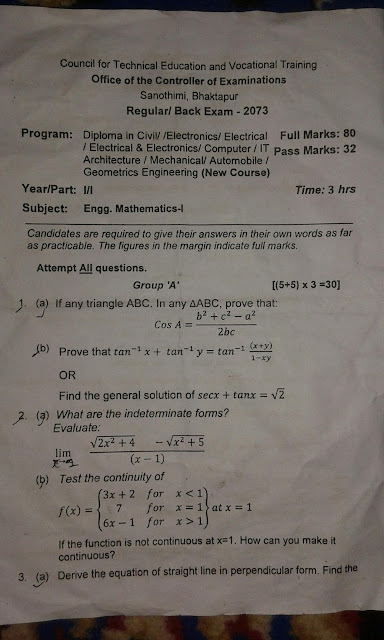 Council for Technical Education and Vocational Training
Office of the Controller of Examinations
Sanothimi, Bhaktapur
Regular/ Back Exam - 2073
Program: Diploma in Civil/ /Electronics/ Electrical Full Marks: 80
/ Electrical & Electronics/ Computer / IT Pass Marks: 32
Architecture / Mechanical/ Automobile /
Geometrics Engineering (New Course)
Year/Part: I/I Time: 3 hrs
Subject: Engg. Mathematics-I
Candidates are required to give their answers in their own words as far
as practicable. The figures in the margin indicate full marks.
Attempt All questions.
Group 'A' [(5+5) x 3 =30]
1. (a) If any triangle ABC. In any ΔABC, prove that:
Cos A = (b² + c² − a²) / 2bc
(b) Prove that tan⁻¹ x + tan⁻¹ y = tan⁻¹ (x+y)/(1−xy)
OR
Find the general solution of secx + tanx = √2
2. (a) What are the indeterminate forms?
Evaluate:
lim (√(2x² + 4) − √(x² + 5)) / (x − 1)
(b) Test the continuity of
f(x) = { 3x + 2 for x < 1
7 for x = 1 } at x = 1
6x − 1 for x > 1
If the function is not continuous at x=1. How can you make it
continuous?
3. (a) Derive the equation of straight line in perpendicular form. Find the